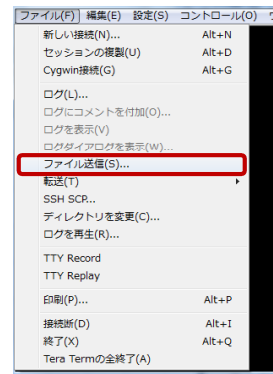 ファイル(F) 編集(E) 設定(S) コントロール(O)
新しい接続(N)... Alt+N
セッションの複製(U) Alt+D
Cygwin接続(G) Alt+G
ログ(L)...
ログにコメントを付加(O)...
ログを表示(V)
ログダイアログを表示(W)...
ファイル送信(S)...
転送(T)
SSH SCP...
ディレクトリを変更(C)...
ログを再生(R)...
TTY Record
TTY Replay
印刷(P)... Alt+P
接続断(D) Alt+I
終了(X) Alt+Q
Tera Termの全終了(A)